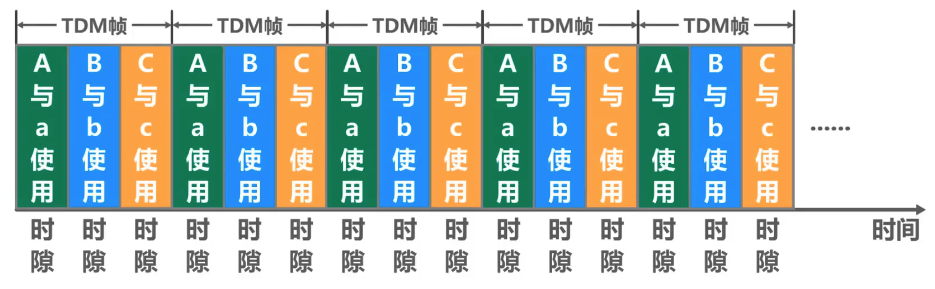 TDM帧 TDM帧 TDM帧 TDM帧 TDM帧
A与a使用 B与b使用 C与c使用 A与a使用 B与b使用 C与c使用 A与a使用 B与b使用 C与c使用 A与a使用 B与b使用 C与c使用 A与a使用 B与b使用 C与c使用 ……
时隙 时隙 时隙 时隙 时隙 时隙 时隙 时隙 时隙 时隙 时隙 时隙 时隙 时隙 时隙 时间